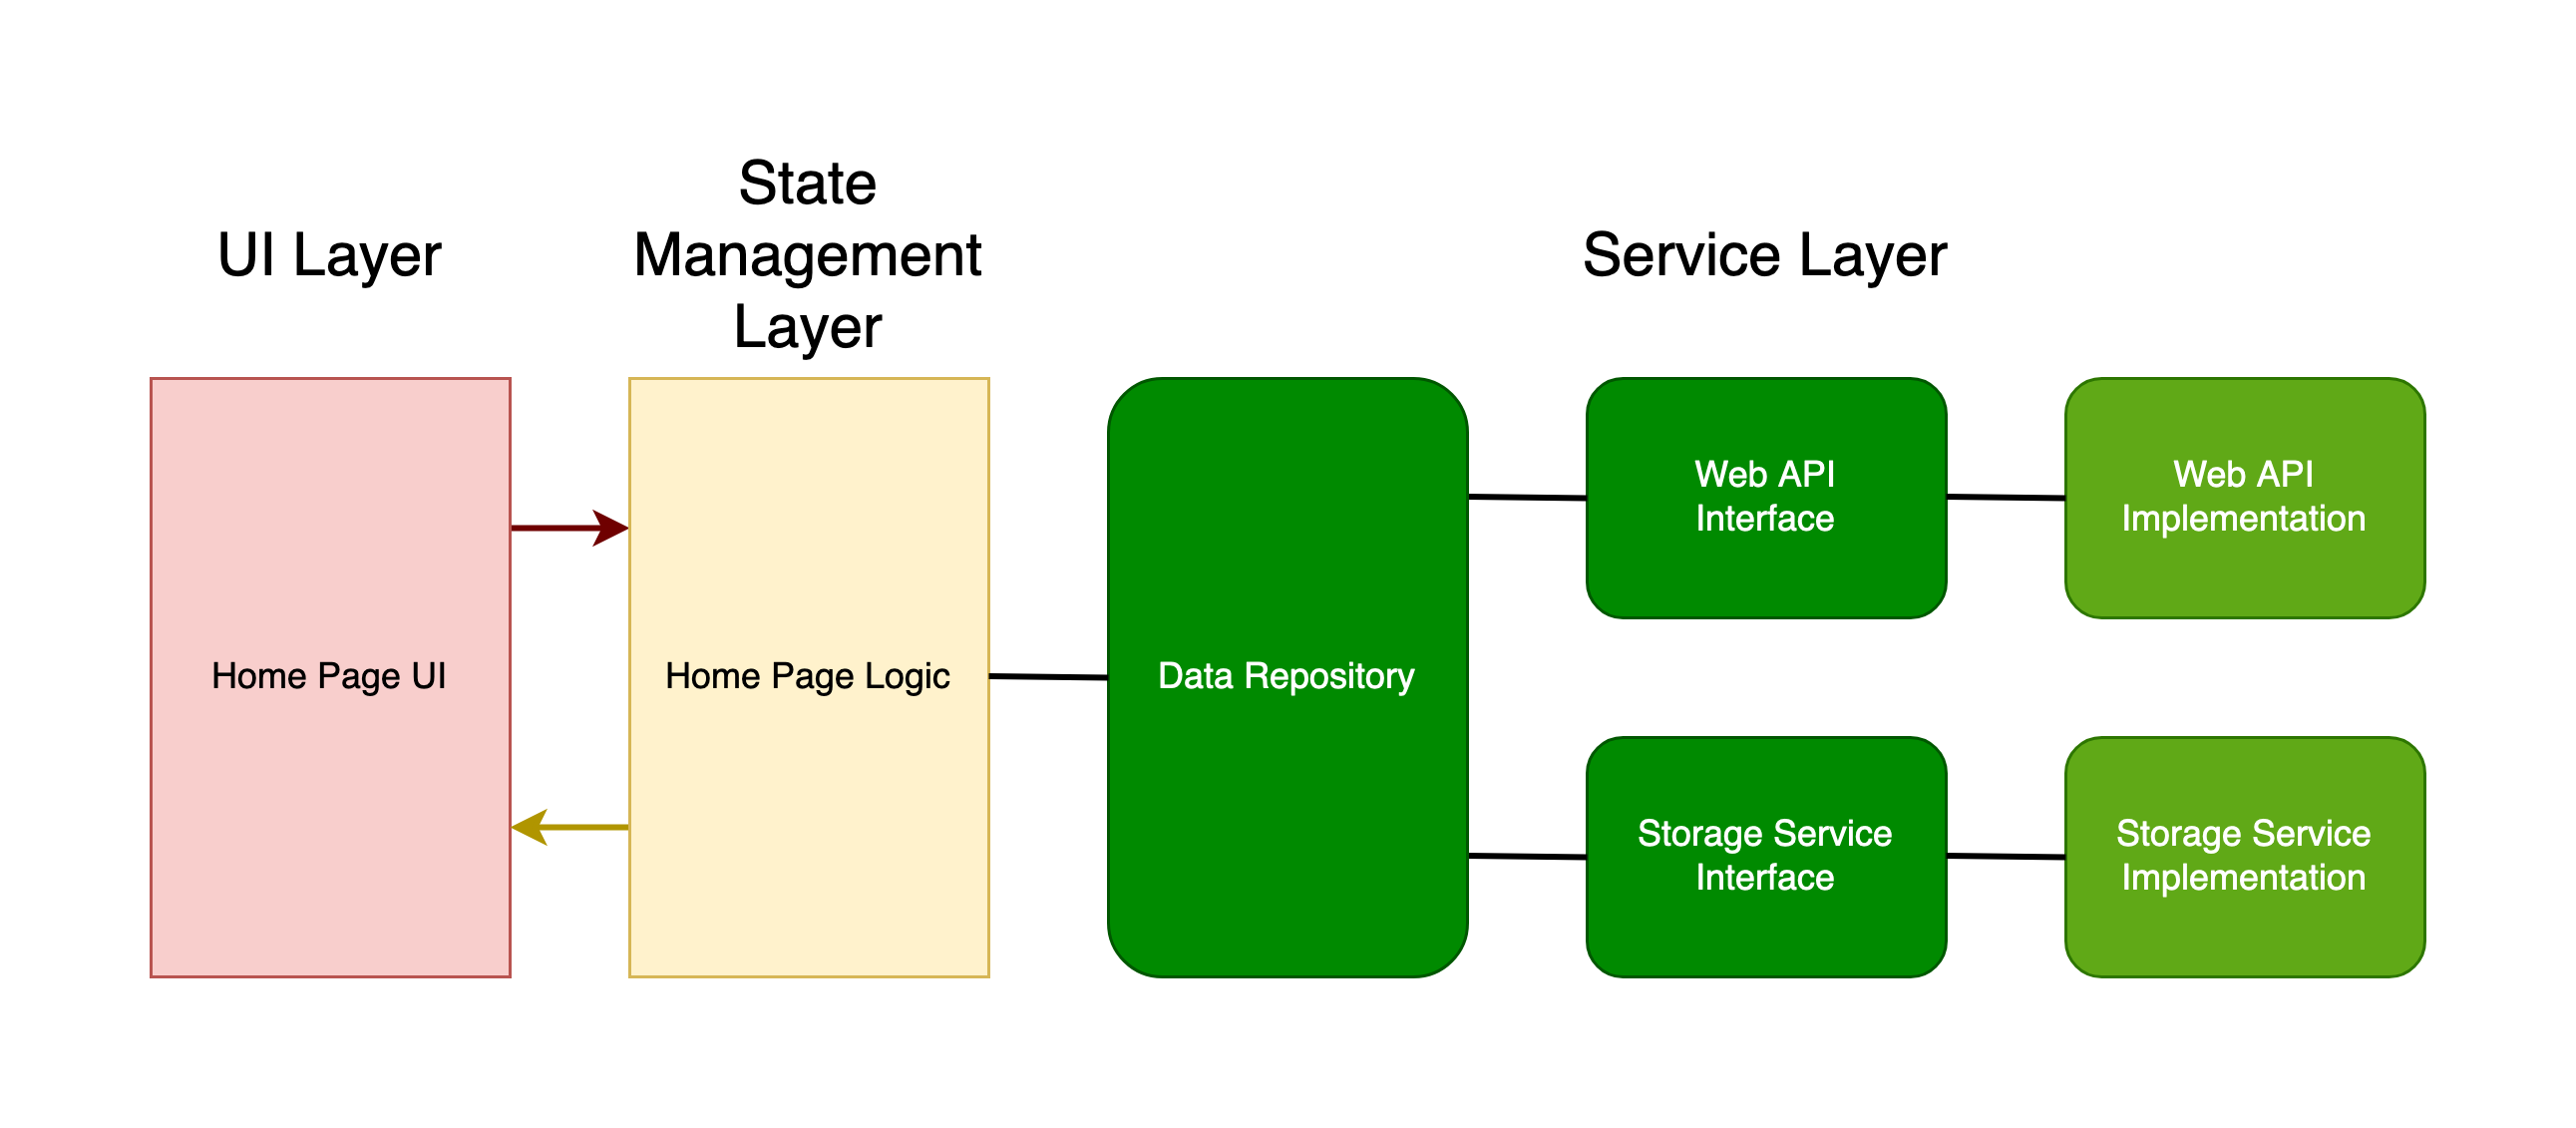 UI Layer
State
Management
Layer
Service Layer
Home Page UI
Home Page Logic
Data Repository
Web API
Interface
Web API
Implementation
Storage Service
Interface
Storage Service
Implementation